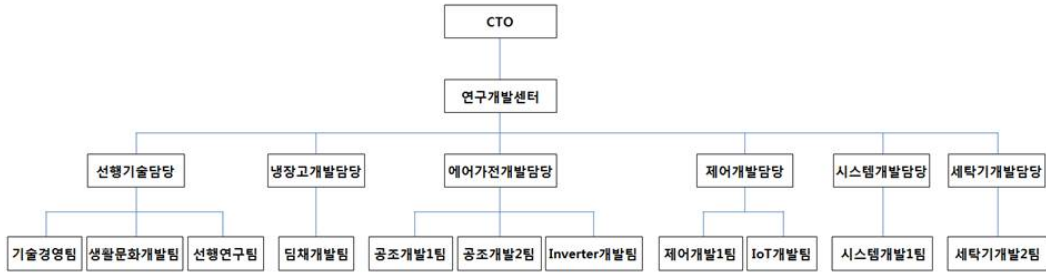 CTO
연구개발센터
선행기술담당
냉장고개발담당
에어가전개발담당
제어개발담당
시스템개발담당
세탁기개발담당
기술경영팀
생활문화개발팀
선행연구팀
딤채개발팀
공조개발1팀
공조개발2팀
Inverter개발팀
제어개발1팀
IoT개발팀
시스템개발1팀
세탁기개발2팀